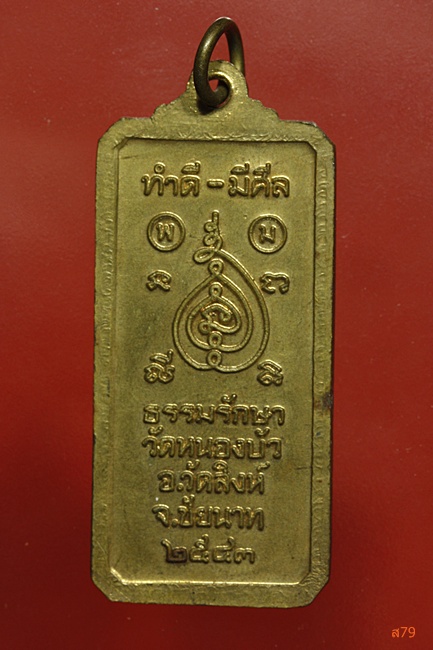 ทำดี - มีศีล
พ ม
ธรรมรักษา
วัดหนองบัว
อ.วัดสิงห์
จ.ชัยนาท
๒๕๔๓
ส79